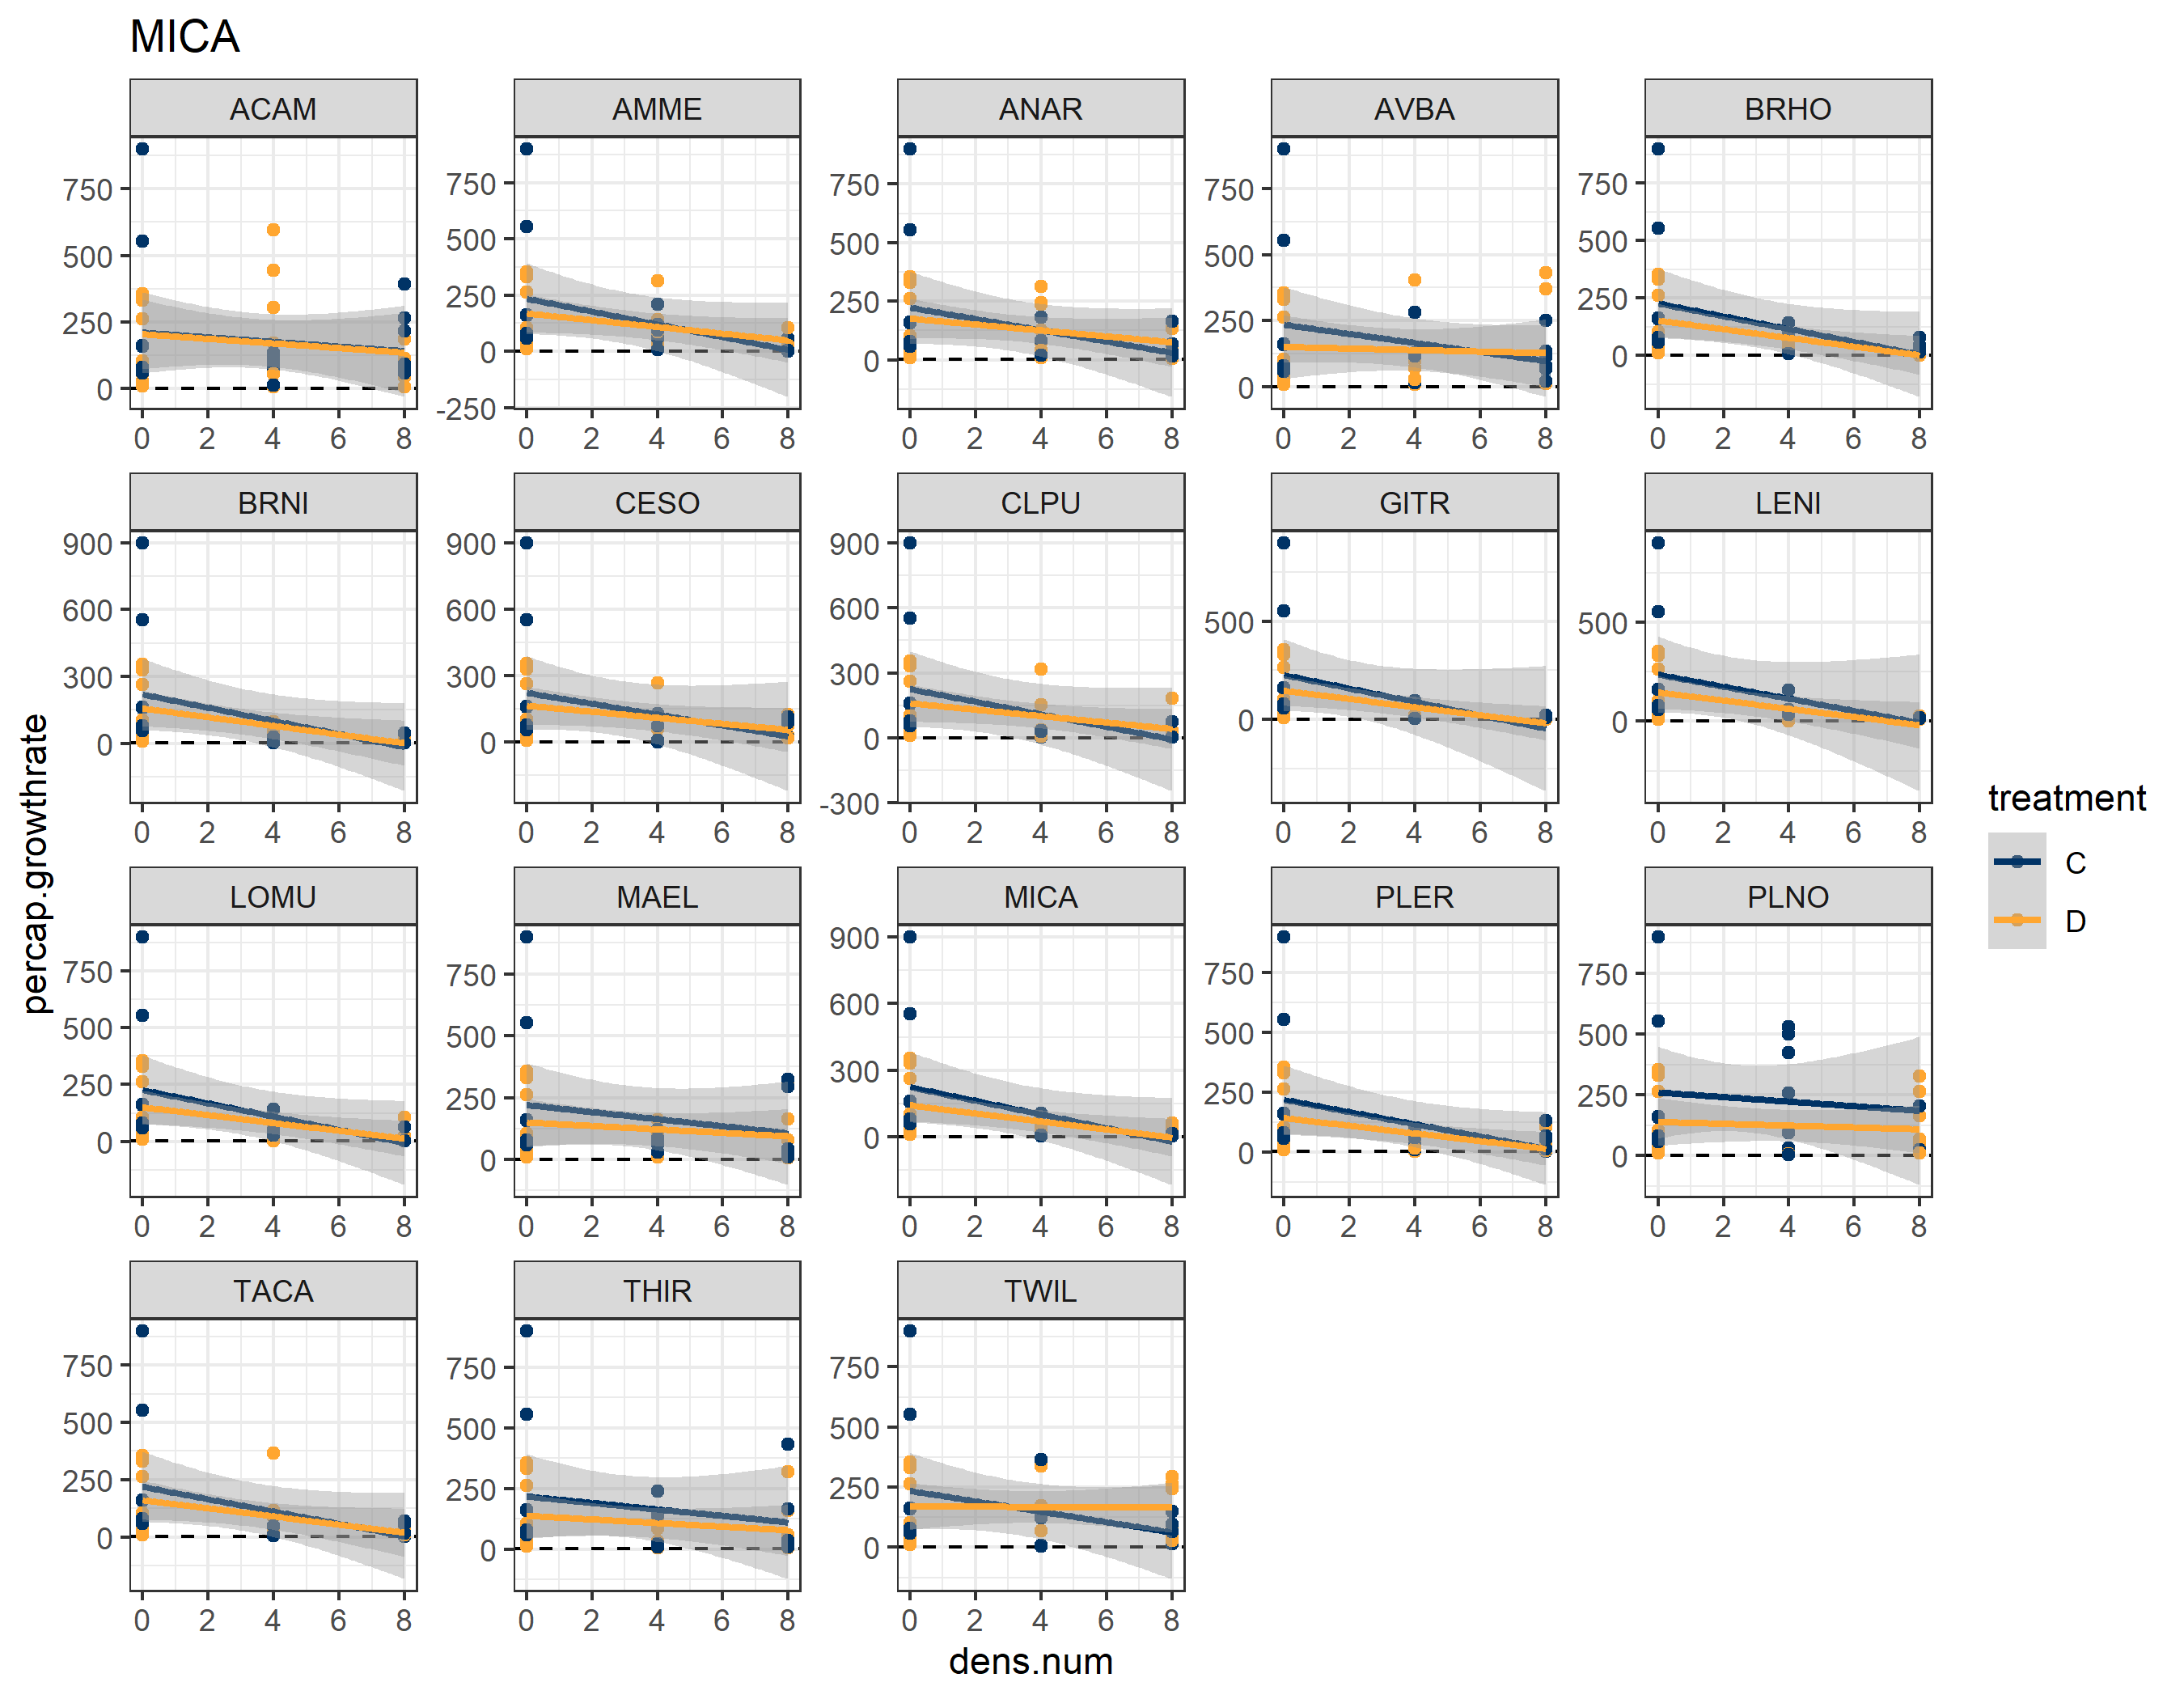 MICA
ACAM AMME ANAR AVBA BRHO
750 500 250 0
750 500 250 0 -250
750 500 250 0
750 500 250 0
750 500 250 0
0 2 4 6 8 0 2 4 6 8 0 2 4 6 8 0 2 4 6 8 0 2 4 6 8
BRNI CESO CLPU GITR LENI
900 600 300 0
900 600 300 0
900 600 300 0 -300
500 0
500 0
0 2 4 6 8 0 2 4 6 8 0 2 4 6 8 0 2 4 6 8 0 2 4 6 8
percap.growthrate
LOMU MAEL MICA PLER PLNO
750 500 250 0
750 500 250 0
900 600 300 0
750 500 250 0
750 500 250 0
0 2 4 6 8 0 2 4 6 8 0 2 4 6 8 0 2 4 6 8 0 2 4 6 8
TACA THIR TWIL
750 500 250 0
750 500 250 0
750 500 250 0
0 2 4 6 8 0 2 4 6 8 0 2 4 6 8
dens.num
treatment
C
D